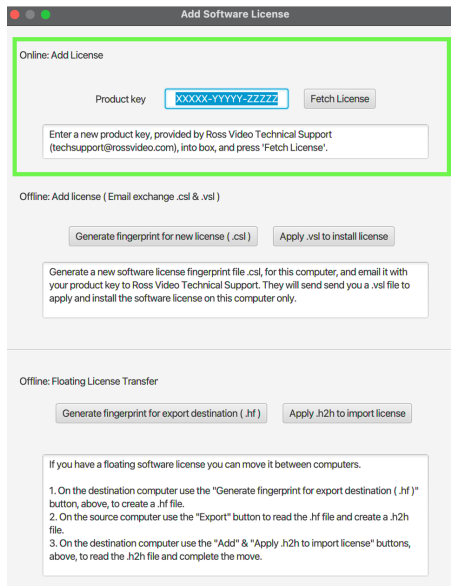 Add Software License
Online: Add License
Product key XXXXX-YYYYY-ZZZZZ Fetch License
Enter a new product key, provided by Ross Video Technical Support
(techsupport@rossvideo.com), into box, and press 'Fetch License'.
Offline: Add license ( Email exchange .csl & .vsl )
Generate fingerprint for new license ( .csl ) Apply .vsl to install license
Generate a new software license fingerprint file .csl, for this computer, and email it with
your product key to Ross Video Technical Support. They will send send you a .vsl file to
apply and install the software license on this computer only.
Offline: Floating License Transfer
Generate fingerprint for export destination ( .hf ) Apply .h2h to import license
If you have a floating software license you can move it between computers.
1. On the destination computer use the "Generate fingerprint for export destination ( .hf )"
button, above, to create a .hf file.
2. On the source computer use the "Export" button to read the .hf file and create a .h2h
file.
3. On the destination computer use the "Add" & "Apply .h2h to import license" buttons,
above, to read the .h2h file and complete the move.